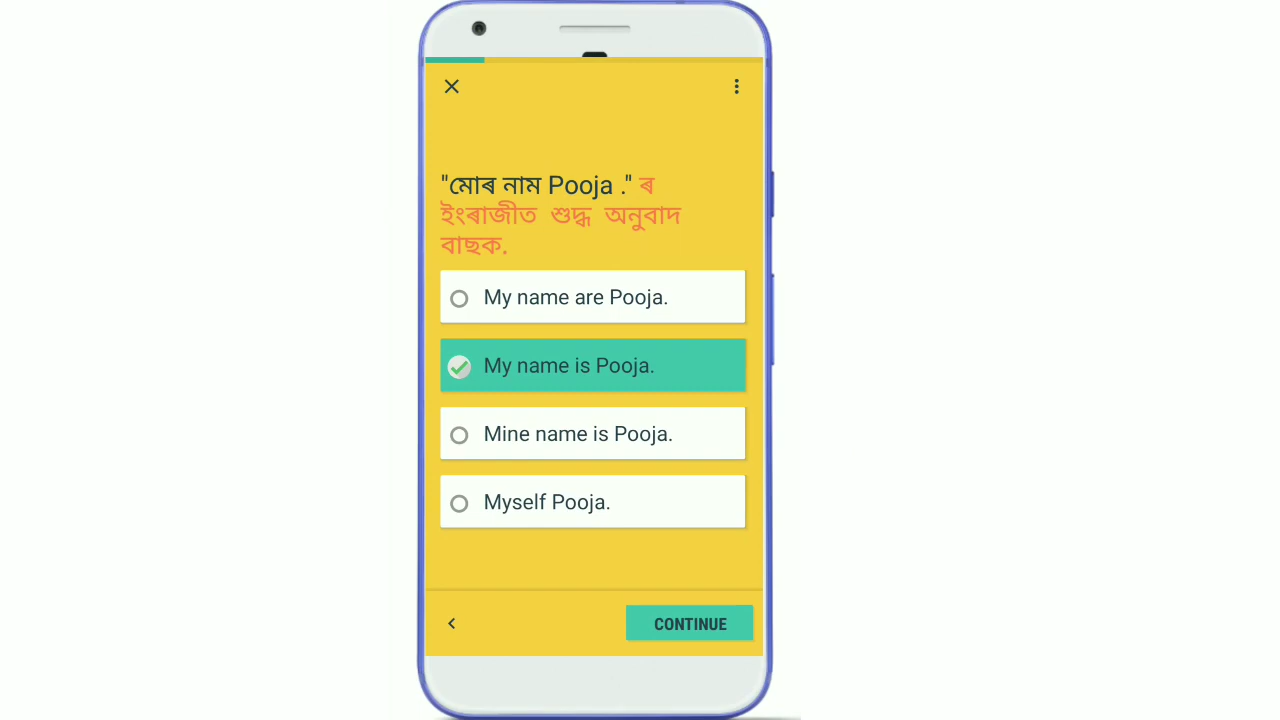 "মোৰ নাম Pooja ." ৰ
ইংৰাজীত শুদ্ধ অনুবাদ
বাছক.
My name are Pooja.
My name is Pooja.
Mine name is Pooja.
Myself Pooja.
CONTINUE